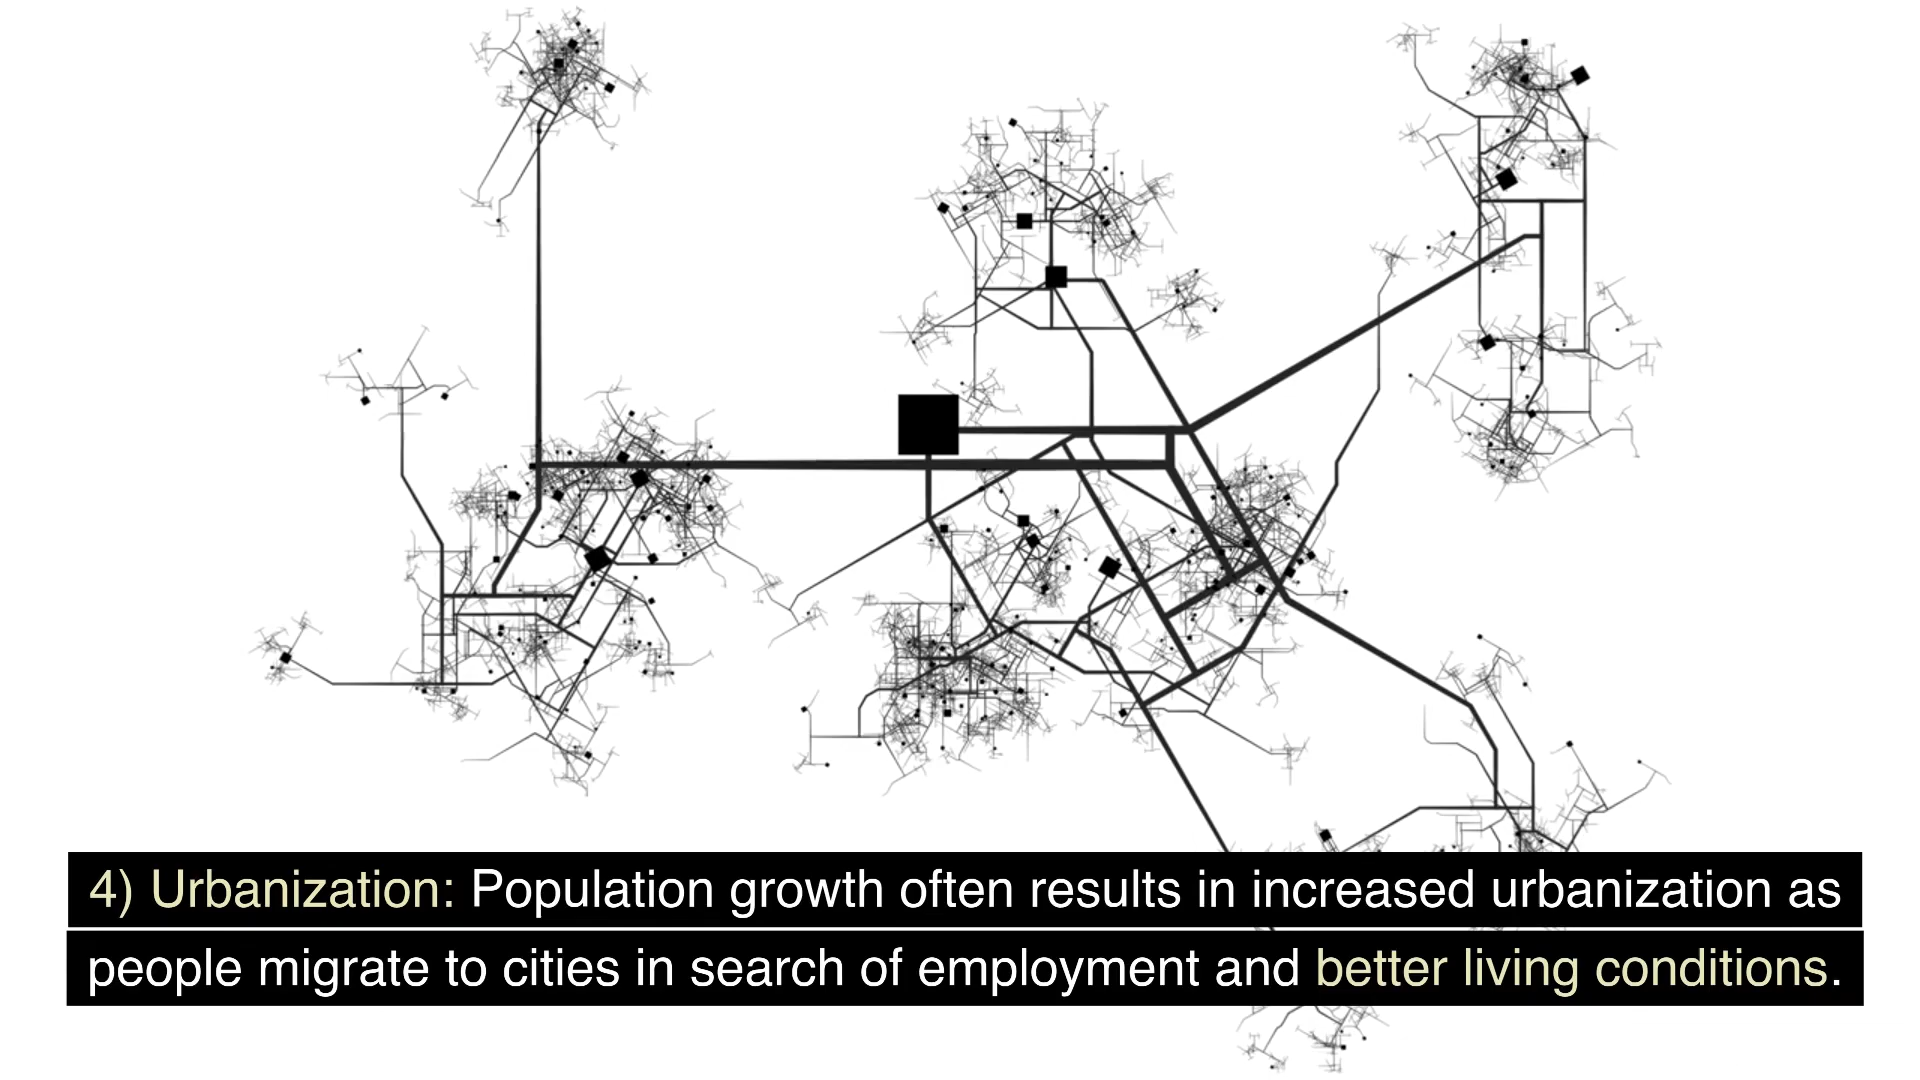 4) Urbanization: Population growth often results in increased urbanization as
people migrate to cities in search of employment and better living conditions.